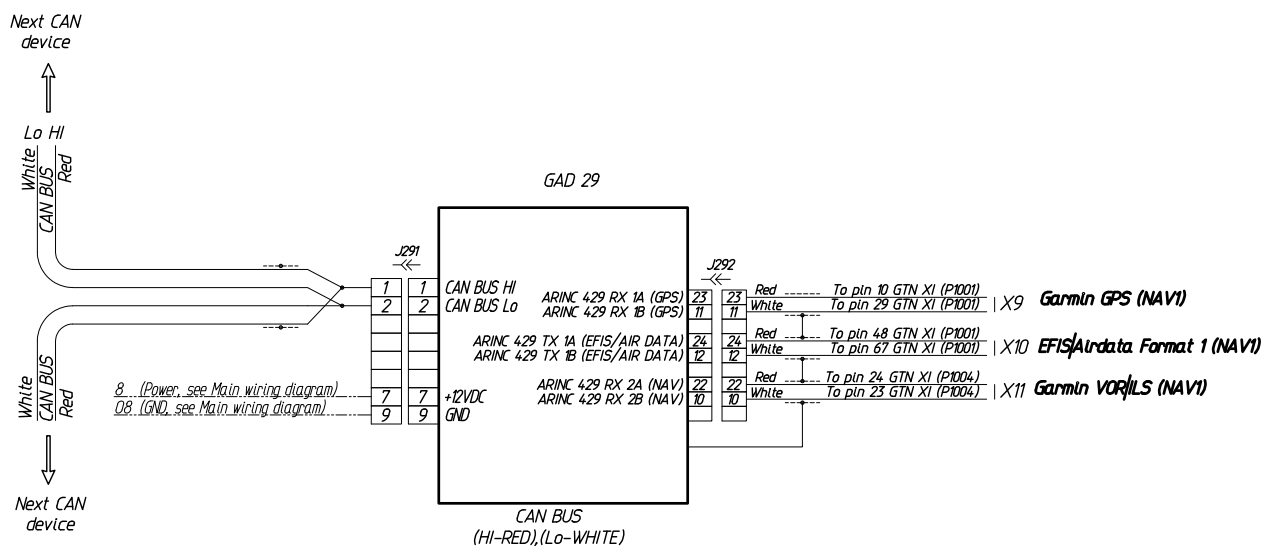 Next CAN
device
Lo HI
White
CAN BUS
Red
GAD 29
J291
J292
1 1 CAN BUS HI
2 2 CAN BUS Lo
ARINC 429 RX 1A (GPS) 23 23 Red To pin 10 GTN XI (P1001)
ARINC 429 RX 1B (GPS) 11 11 White To pin 29 GTN XI (P1001)
X9 Garmin GPS (NAV1)
ARINC 429 TX 1A (EFIS/AIR DATA) 24 24 Red To pin 48 GTN XI (P1001)
ARINC 429 TX 1B (EFIS/AIR DATA) 12 12 White To pin 67 GTN XI (P1001)
X10 EFIS/Airdata Format 1 (NAV1)
ARINC 429 RX 2A (NAV) 22 22 Red To pin 24 GTN XI (P1004)
ARINC 429 RX 2B (NAV) 10 10 White To pin 23 GTN XI (P1004)
X11 Garmin VOR/ILS (NAV1)
8 (Power, see Main wiring diagram) 7 7 +12VDC
08 (GND, see Main wiring diagram) 9 9 GND
White
CAN BUS
Red
Next CAN
device
CAN BUS
(HI-RED),(Lo-WHITE)